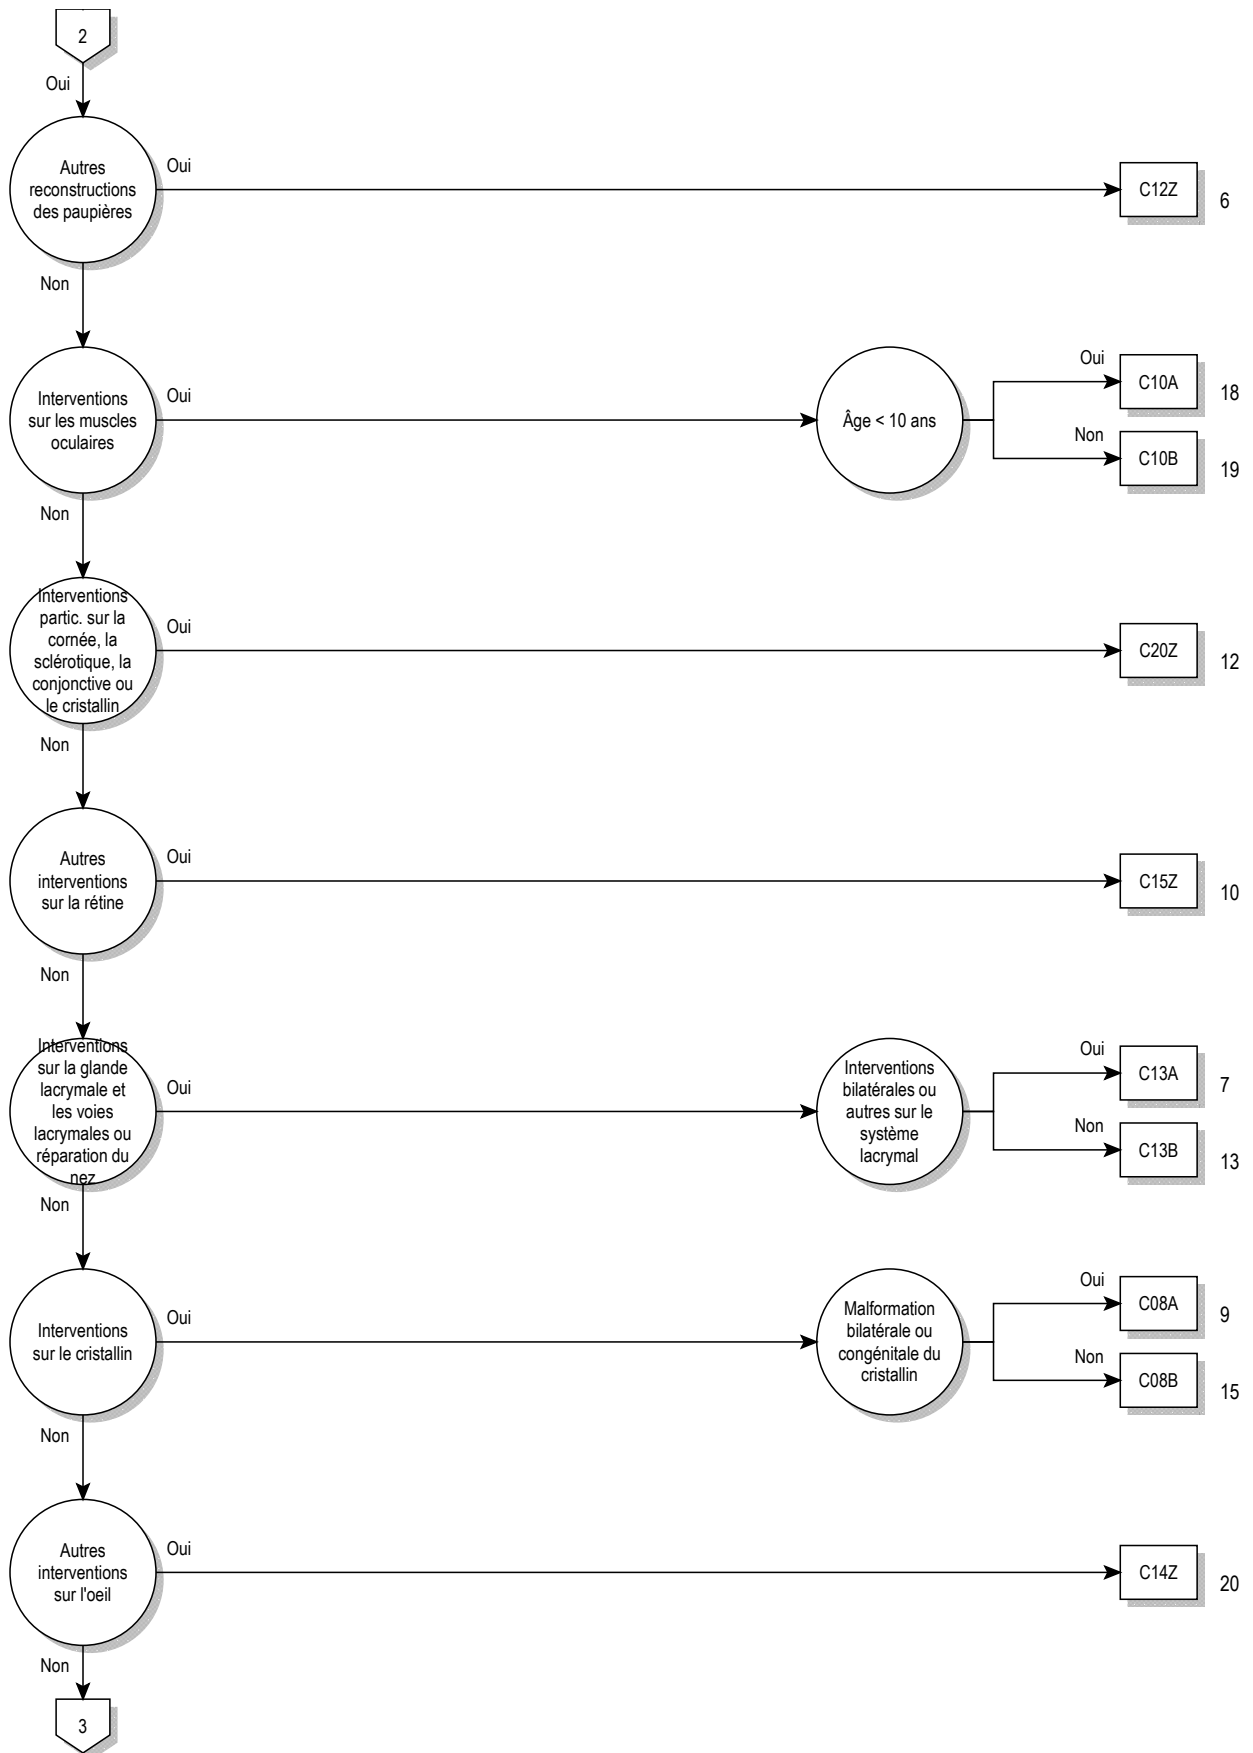 2
Oui
Autres
reconstructions
des paupières
Oui
C12Z
6
Non
Interventions
sur les muscles
oculaires
Oui
Âge < 10 ans
Oui
C10A
18
Non
C10B
19
Non
Interventions
partic. sur la
cornée, la
sclérotique, la
conjonctive ou
le cristallin
Oui
C20Z
12
Non
Autres
interventions
sur la rétine
Oui
C15Z
10
Non
Interventions
sur la glande
lacrymale et
les voies
lacrymales ou
réparation du
nez
Oui
Interventions
bilatérales ou
autres sur le
système
lacrymal
Oui
C13A
7
Non
C13B
13
Non
Interventions
sur le cristallin
Oui
Malformation
bilatérale ou
congénitale du
cristallin
Oui
C08A
9
Non
C08B
15
Non
Autres
interventions
sur l'oeil
Oui
C14Z
20
Non
3